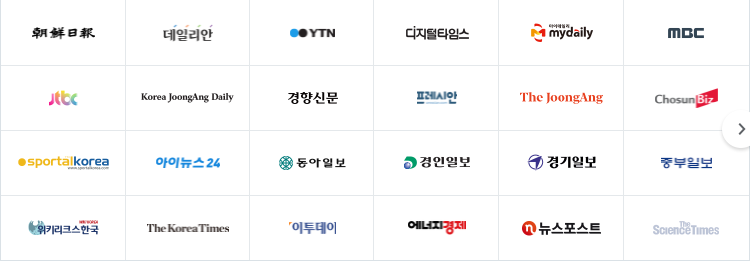 朝鮮日報
데일리안
YTN
디지털타임스
마이데일리
mydaily
MBC
jtbc
Korea JoongAng Daily
경향신문
프레시안
The JoongAng
ChosunBiz
sportalkorea
www.sportalkorea.com
아이뉴스24
동아일보
경인일보
경기일보
중부일보
WIKI KOREA
위키리크스한국
The Korea Times
이투데이
에너지경제
n 뉴스포스트
The
ScienceTimes